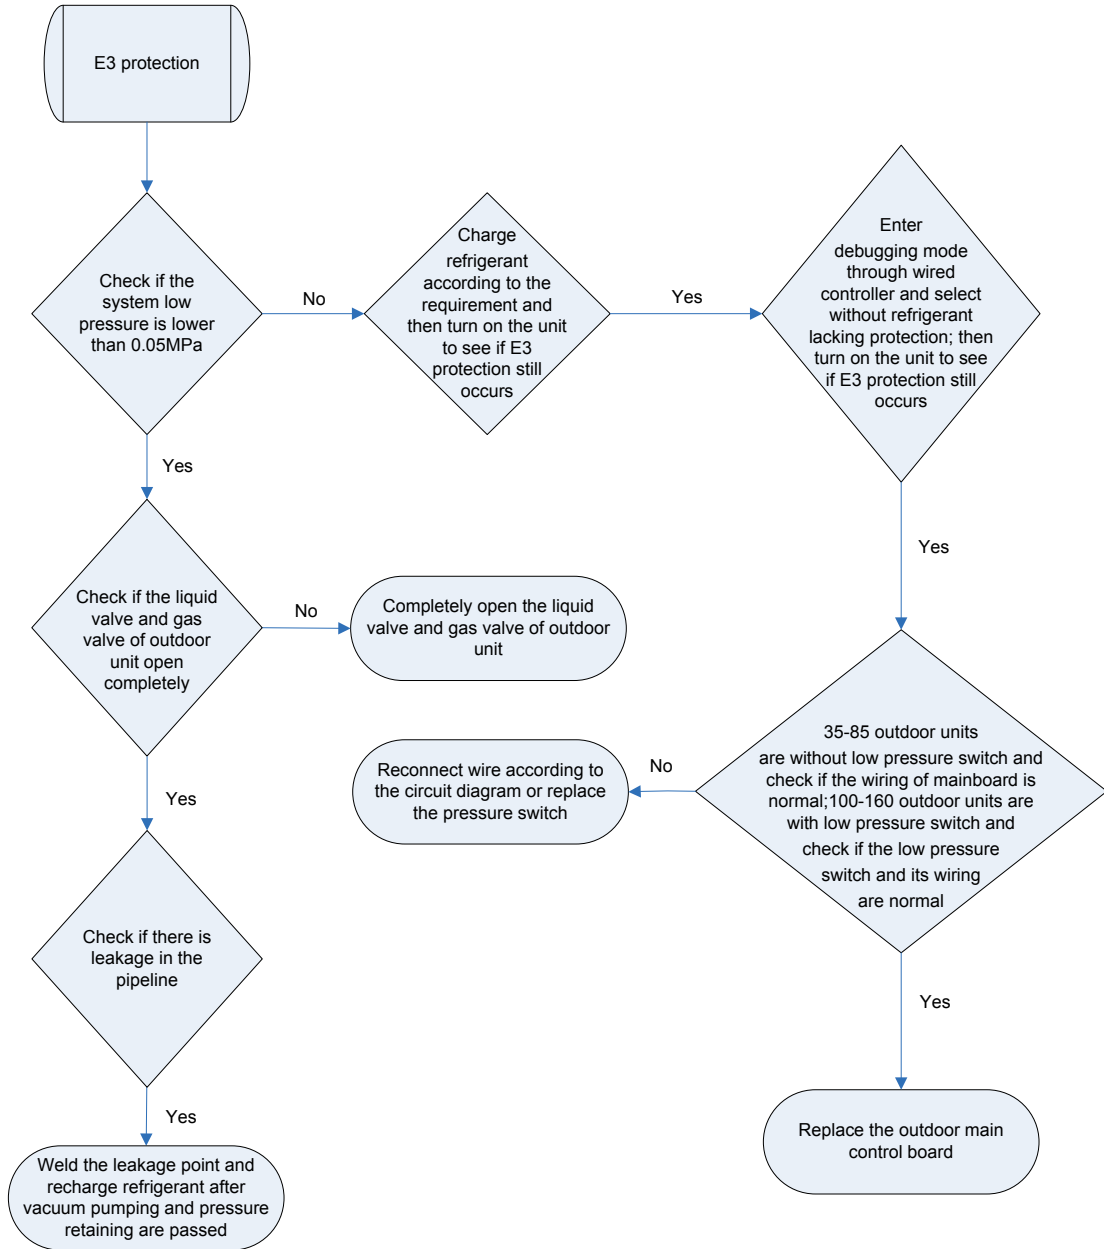 E3 protection
Check if the
system low
pressure is lower
than 0.05MPa
No
Charge
refrigerant
according to the
requirement and
then turn on the unit
to see if E3
protection still
occurs
Yes
Enter
debugging mode
through wired
controller and select
without refrigerant
lacking protection; then
turn on the unit to see
if E3 protection still
occurs
Yes
Yes
Check if the liquid
valve and gas
valve of outdoor
unit open
completely
No
Completely open the liquid
valve and gas valve of outdoor
unit
35-85 outdoor units
are without low pressure switch and
check if the wiring of mainboard is
normal;100-160 outdoor units are
with low pressure switch and
check if the low pressure
switch and its wiring
are normal
No
Reconnect wire according to
the circuit diagram or replace
the pressure switch
Yes
Check if there is
leakage in the
pipeline
Yes
Yes
Weld the leakage point and
recharge refrigerant after
vacuum pumping and pressure
retaining are passed
Replace the outdoor main
control board